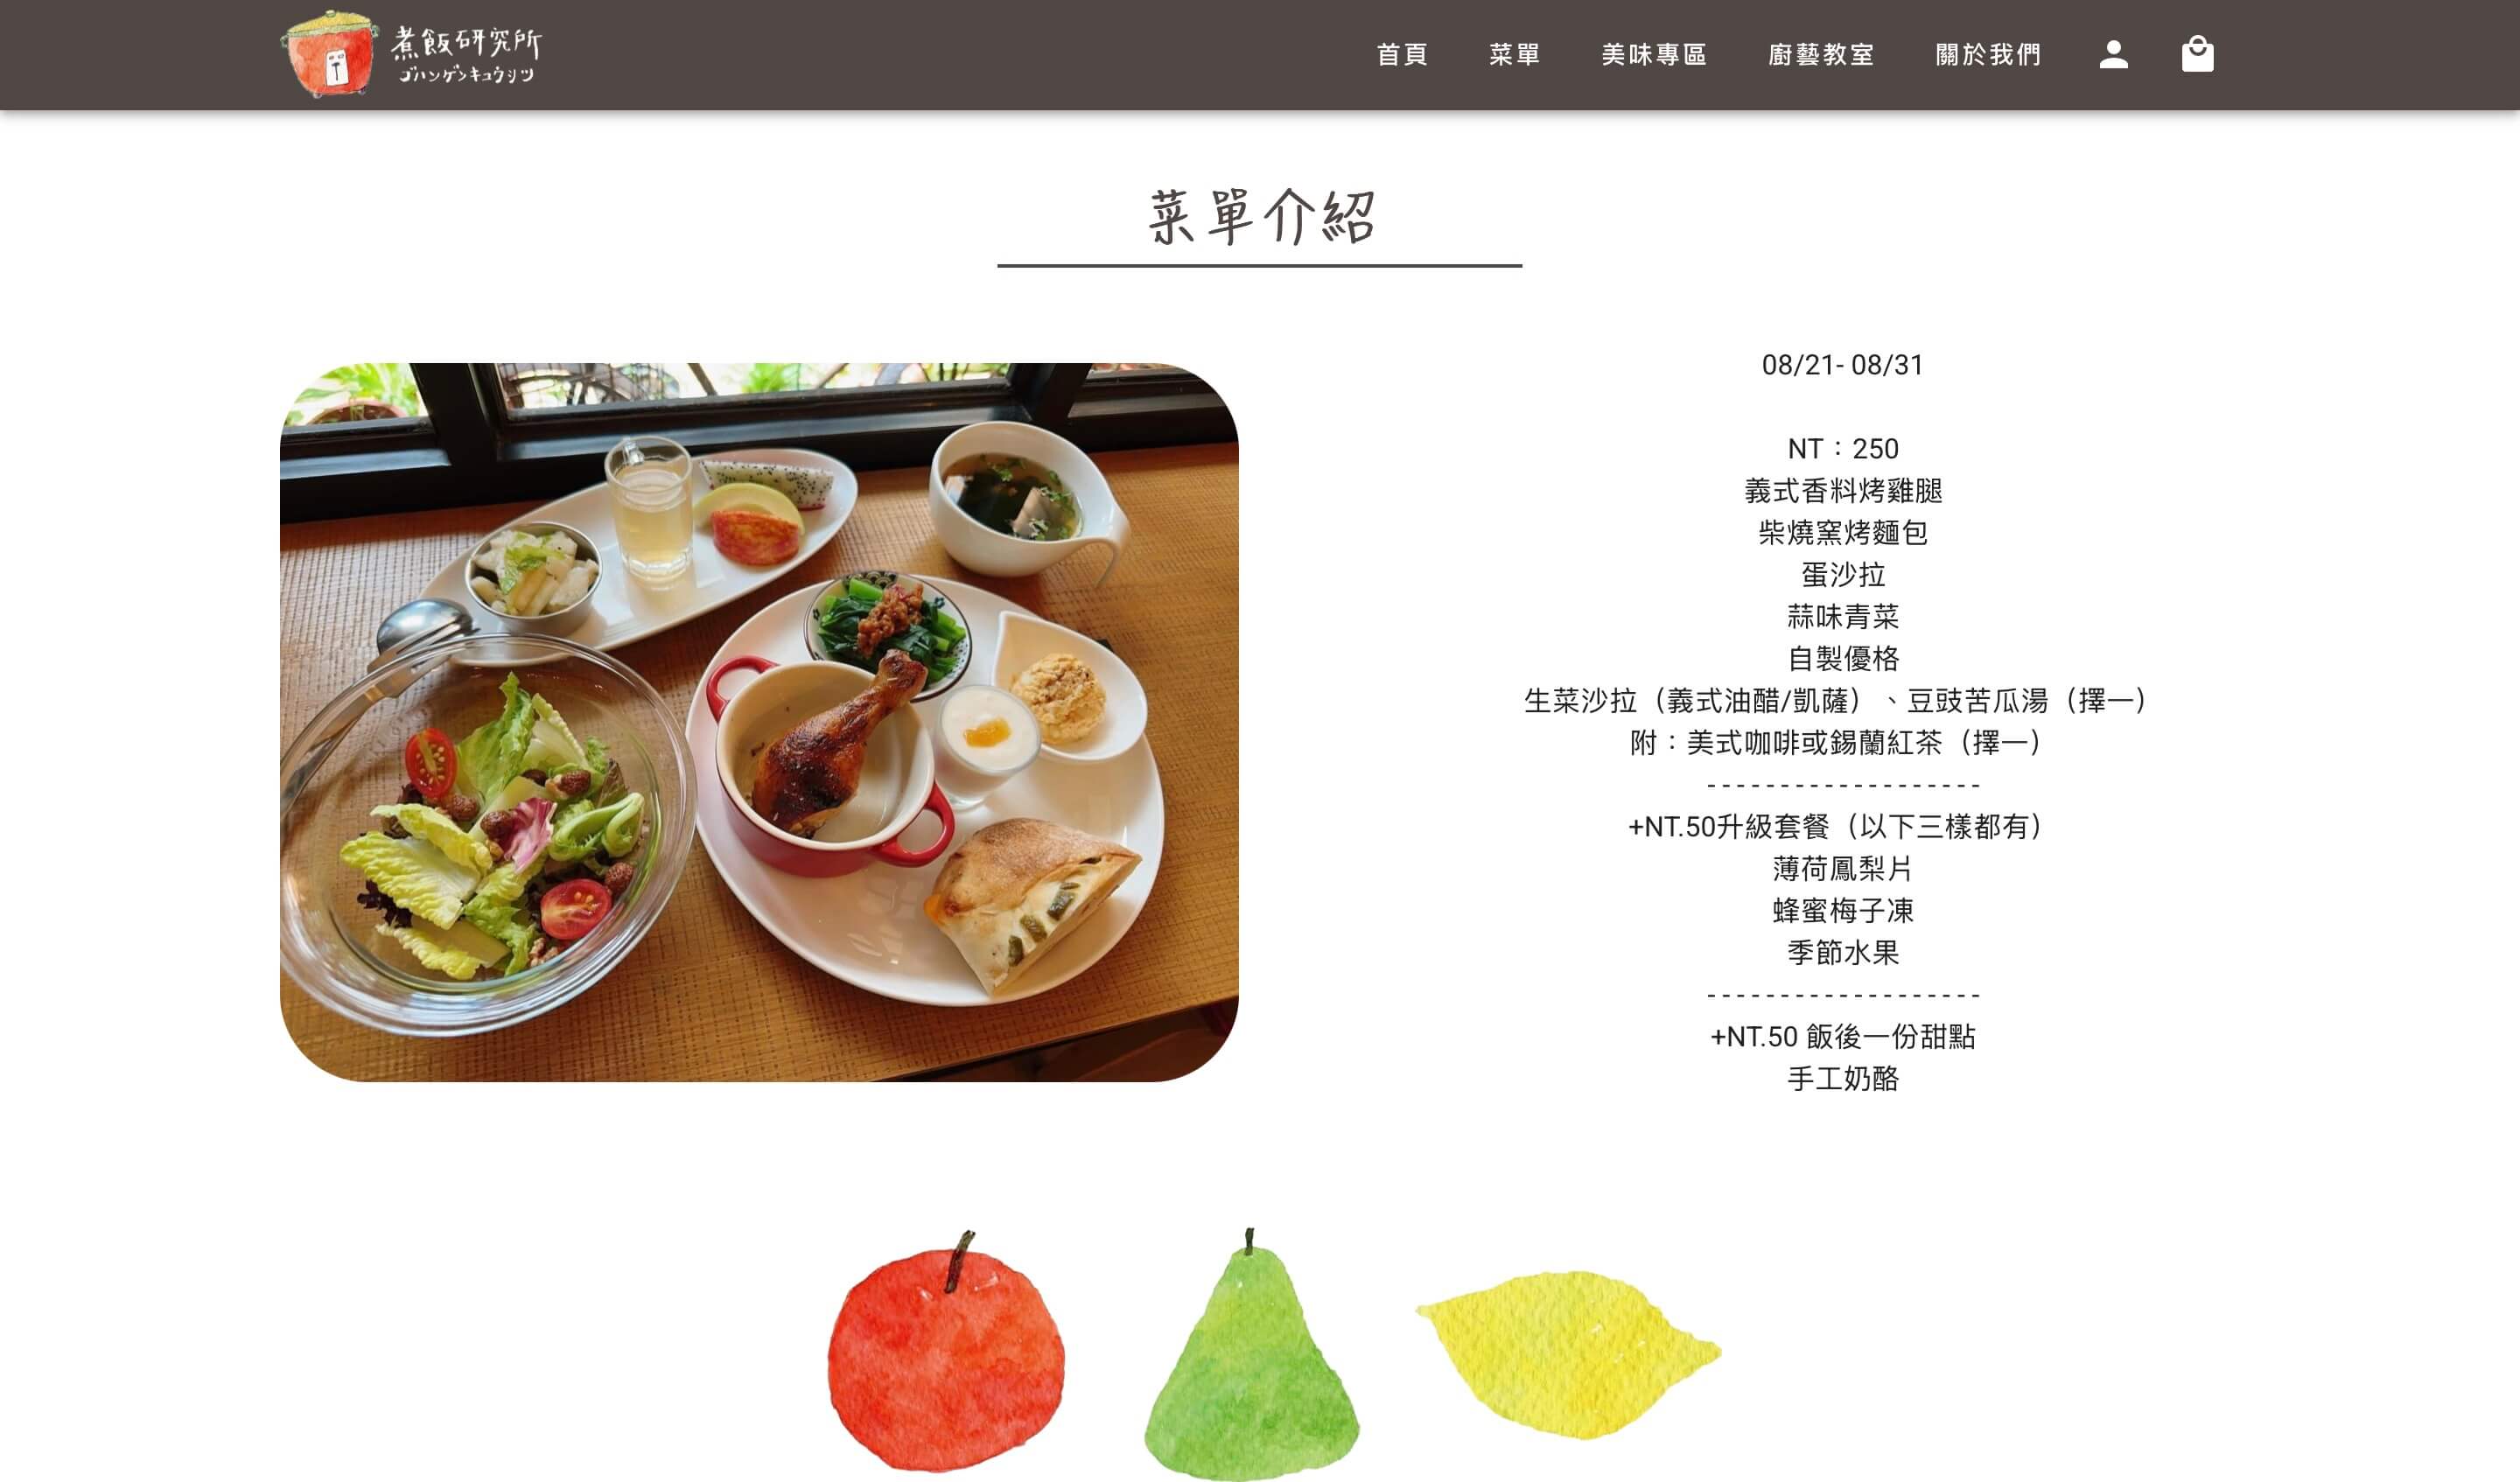 煮飯研究所
ゴハンゲンキュウシツ
首頁 菜單 美味專區 廚藝教室 關於我們
菜單介紹
08/21- 08/31
NT：250
義式香料烤雞腿
柴燒窯烤麵包
蛋沙拉
蒜味青菜
自製優格
生菜沙拉（義式油醋/凱薩）、豆豉苦瓜湯（擇一）
附：美式咖啡或錫蘭紅茶（擇一）
-------------------
+NT.50升級套餐（以下三樣都有）
薄荷鳳梨片
蜂蜜梅子凍
季節水果
-------------------
+NT.50 飯後一份甜點
手工奶酪